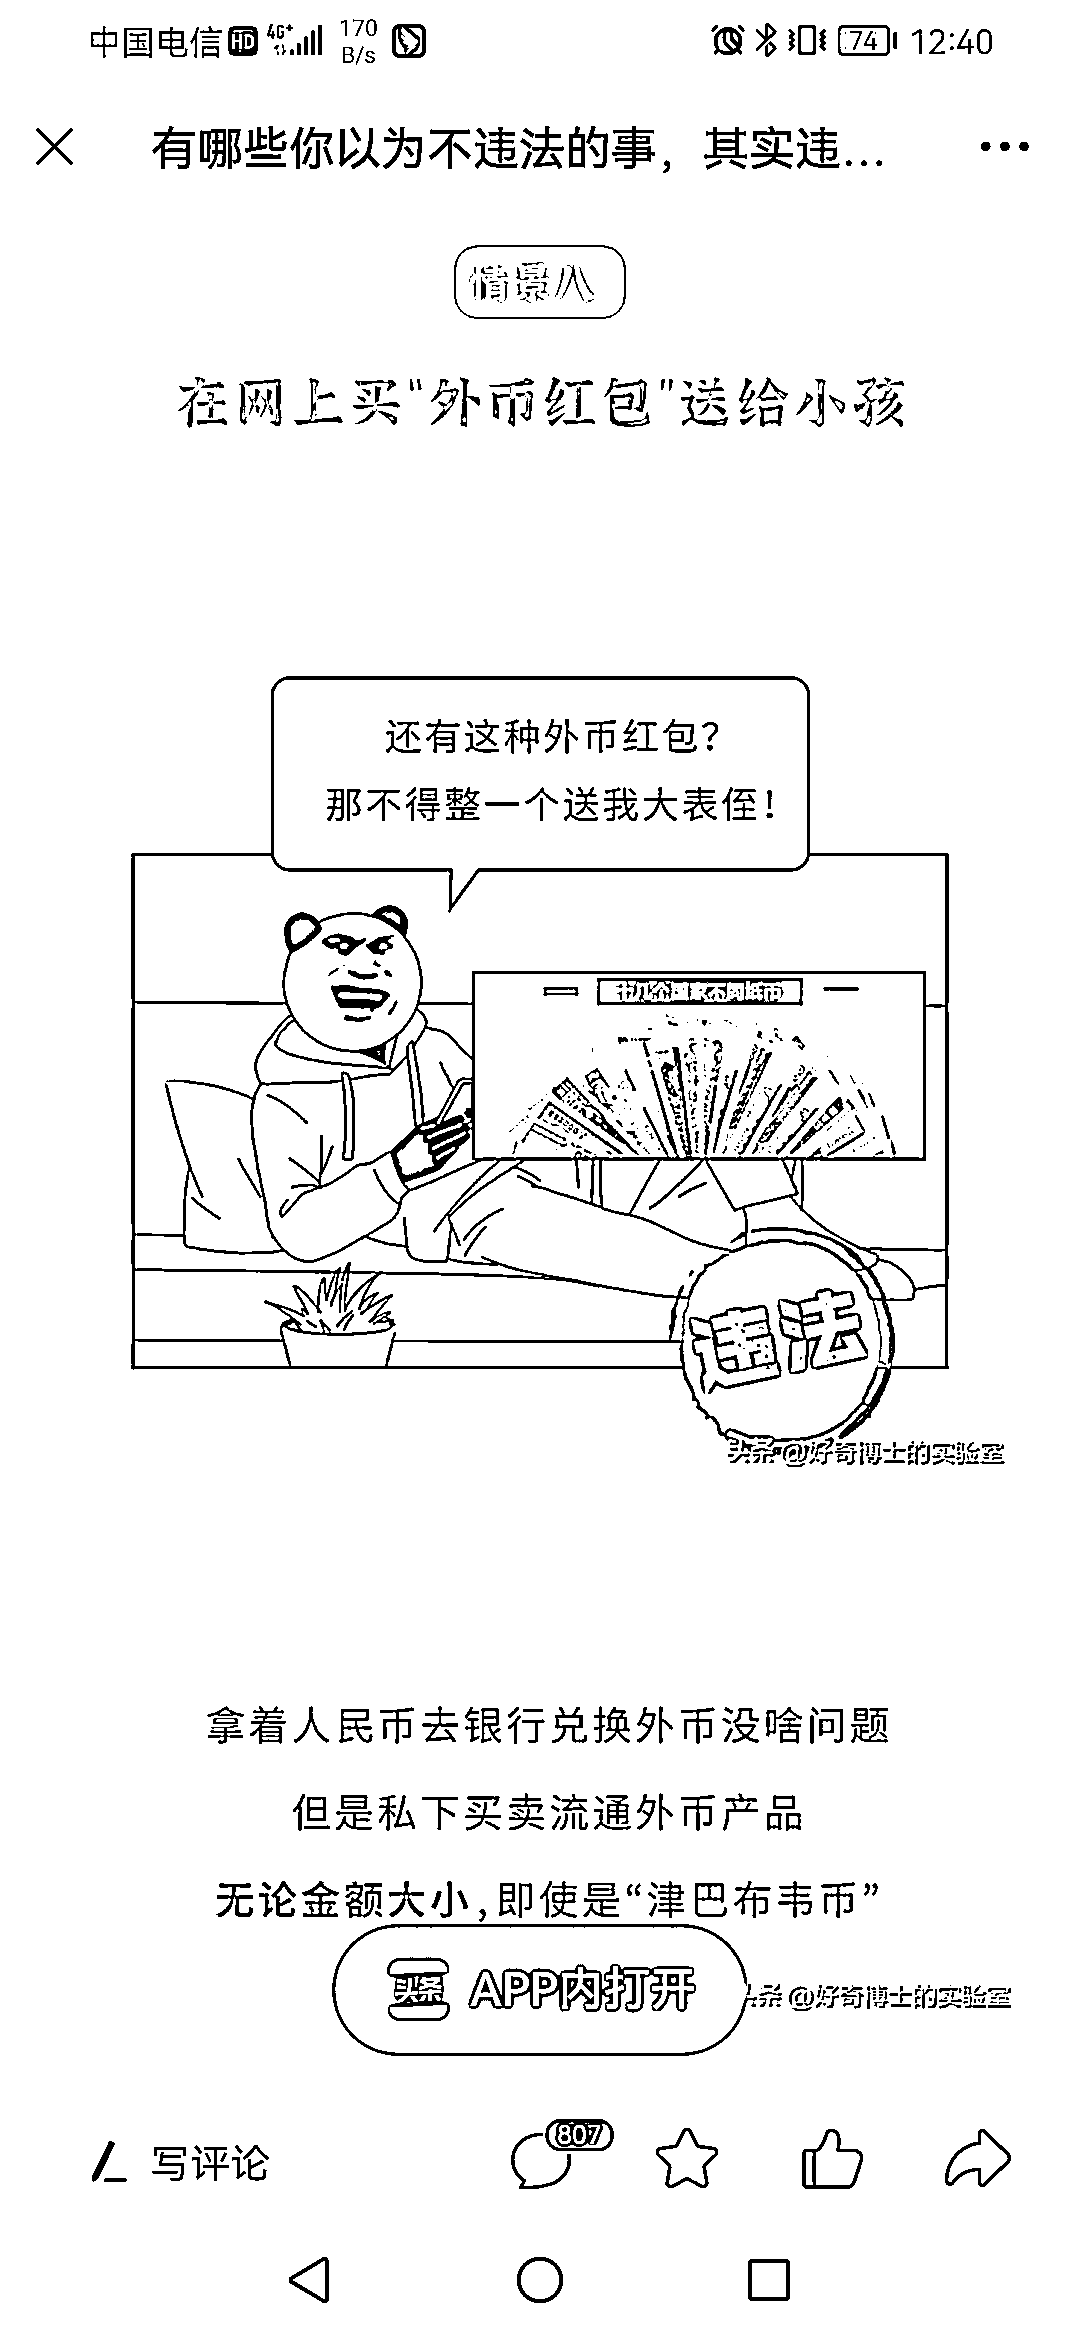 中国电信 HD 4G+ 170 B/s 74 12:40
有哪些你以为不违法的事，其实违...
情景八
在网上买“外币红包”送给小孩
还有这种外币红包？
那不得整一个送我大表侄！
违法
头条 @好奇博士的实验室
拿着人民币去银行兑换外币没啥问题
但是私下买卖流通外币产品
无论金额大小，即使是“津巴布韦币”
头条 APP内打开
头条 @好奇博士的实验室
写评论 807